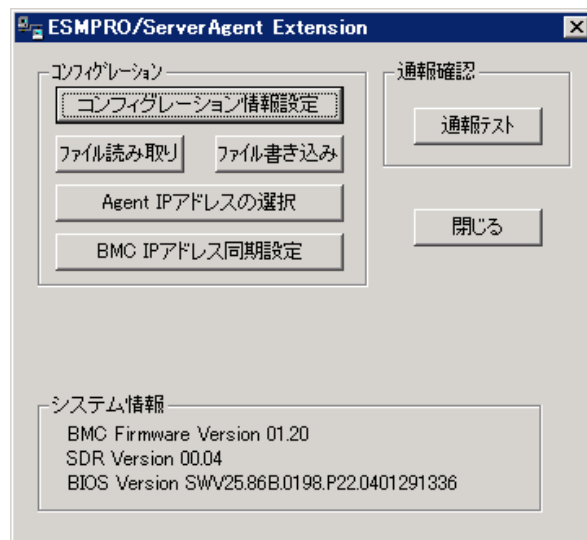 ESMPRO/ServerAgent Extension
コンフィグレーション
コンフィグレーション情報設定
ファイル読み取り ファイル書き込み
Agent IPアドレスの選択
BMC IPアドレス同期設定
通報確認
通報テスト
閉じる
システム情報
BMC Firmware Version 01.20
SDR Version 00.04
BIOS Version SWV25.86B.0198.P22.0401291336